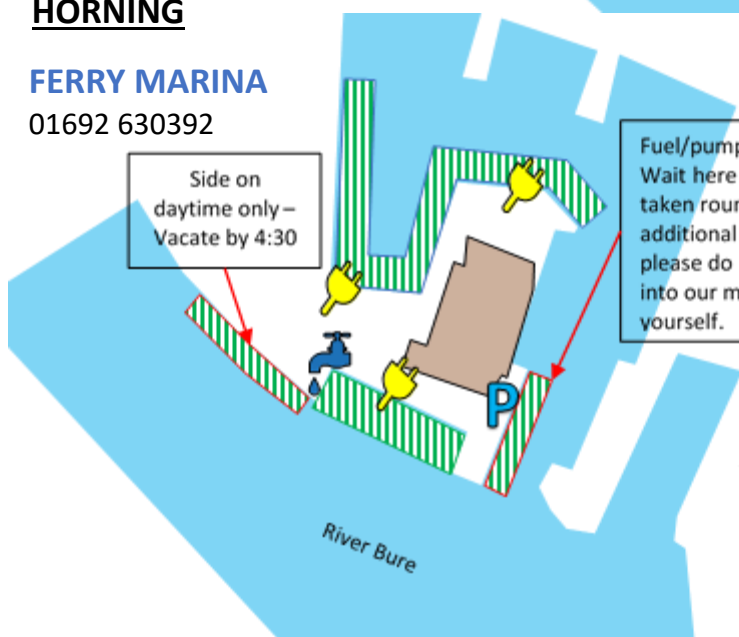 HORNING
FERRY MARINA
01692 630392
Side on
daytime only –
Vacate by 4:30
Fuel/pump
Wait here
taken roun
additional
please do
into our m
yourself.
P
River Bure